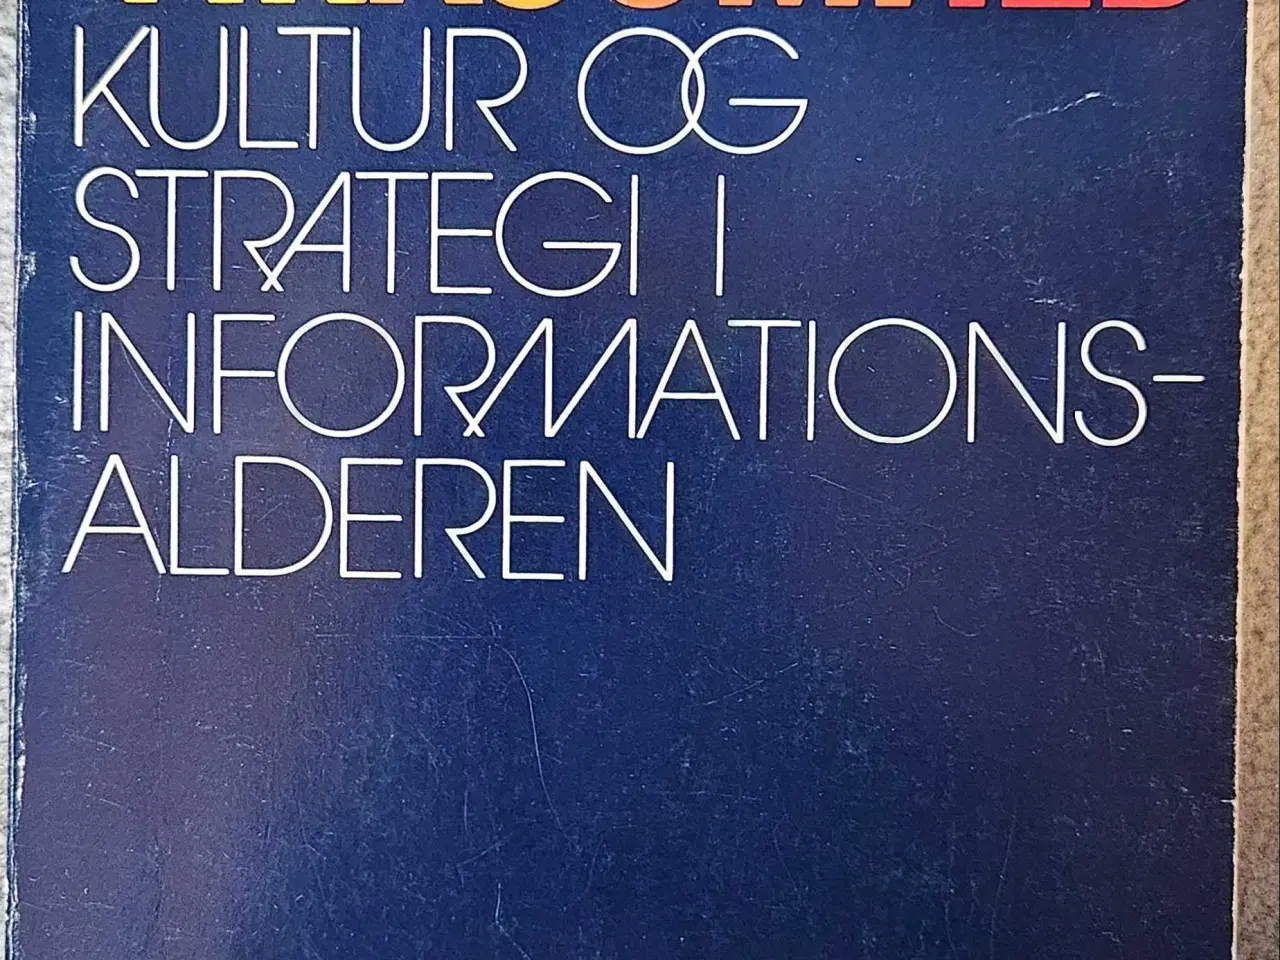 KULTUR OG
STRATEGI I
INFORMATIONS-
ALDEREN